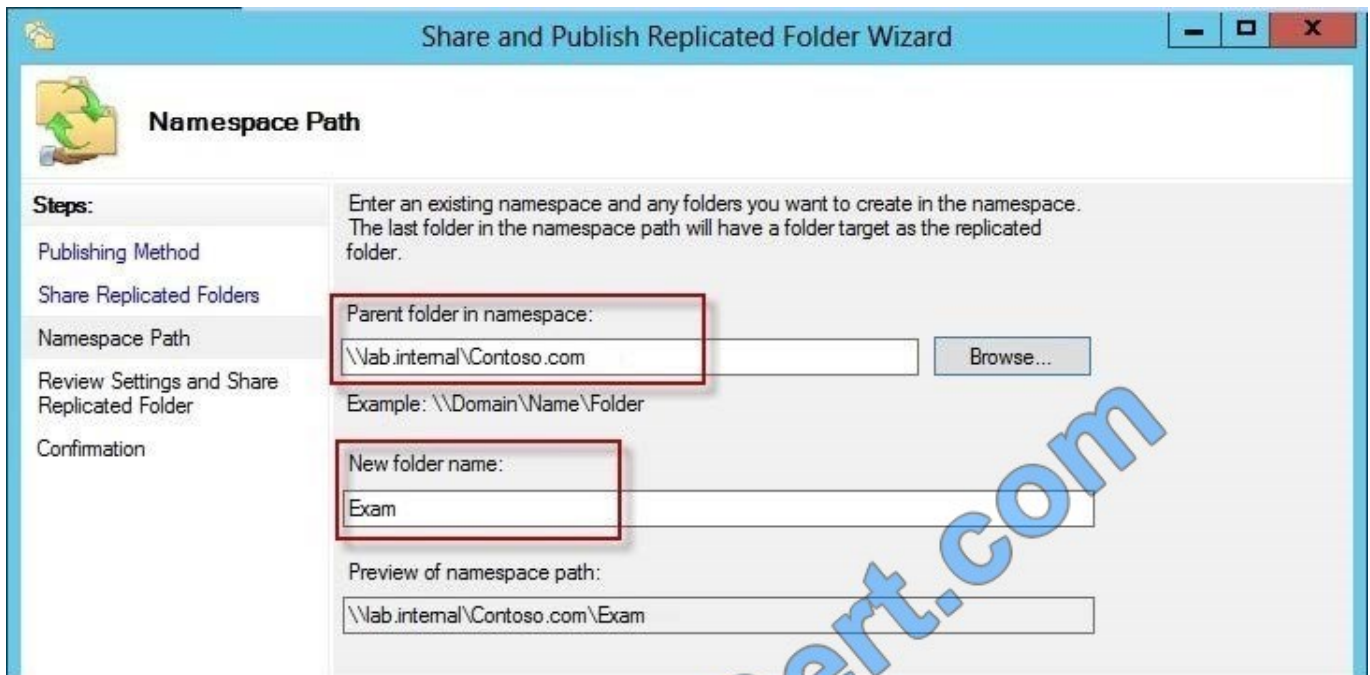 Share and Publish Replicated Folder Wizard
Namespace Path
Steps:
Publishing Method
Share Replicated Folders
Namespace Path
Review Settings and Share
Replicated Folder
Confirmation
Enter an existing namespace and any folders you want to create in the namespace.
The last folder in the namespace path will have a folder target as the replicated
folder.
Parent folder in namespace:
\\lab.internal\Contoso.com
Browse...
Example: \\Domain\Name\Folder
New folder name:
Exam
Preview of namespace path:
\\lab.internal\Contoso.com\Exam
ert.com